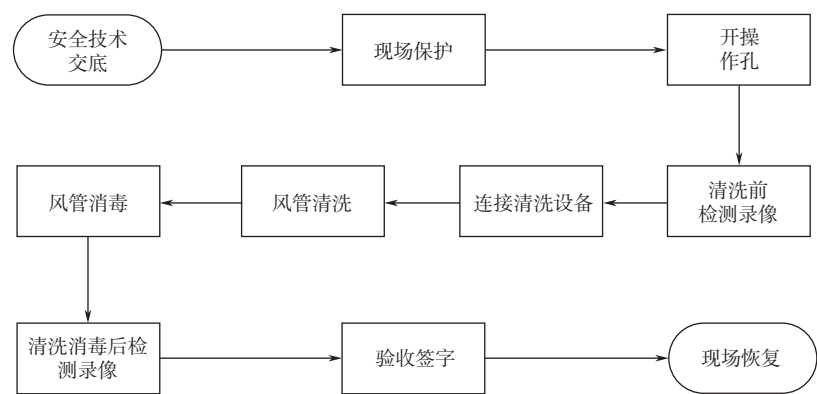 安全技术
交底
现场保护
开操
作孔
清洗前
检测录像
连接清洗设备
风管清洗
风管消毒
清洗消毒后检
测录像
验收签字
现场恢复